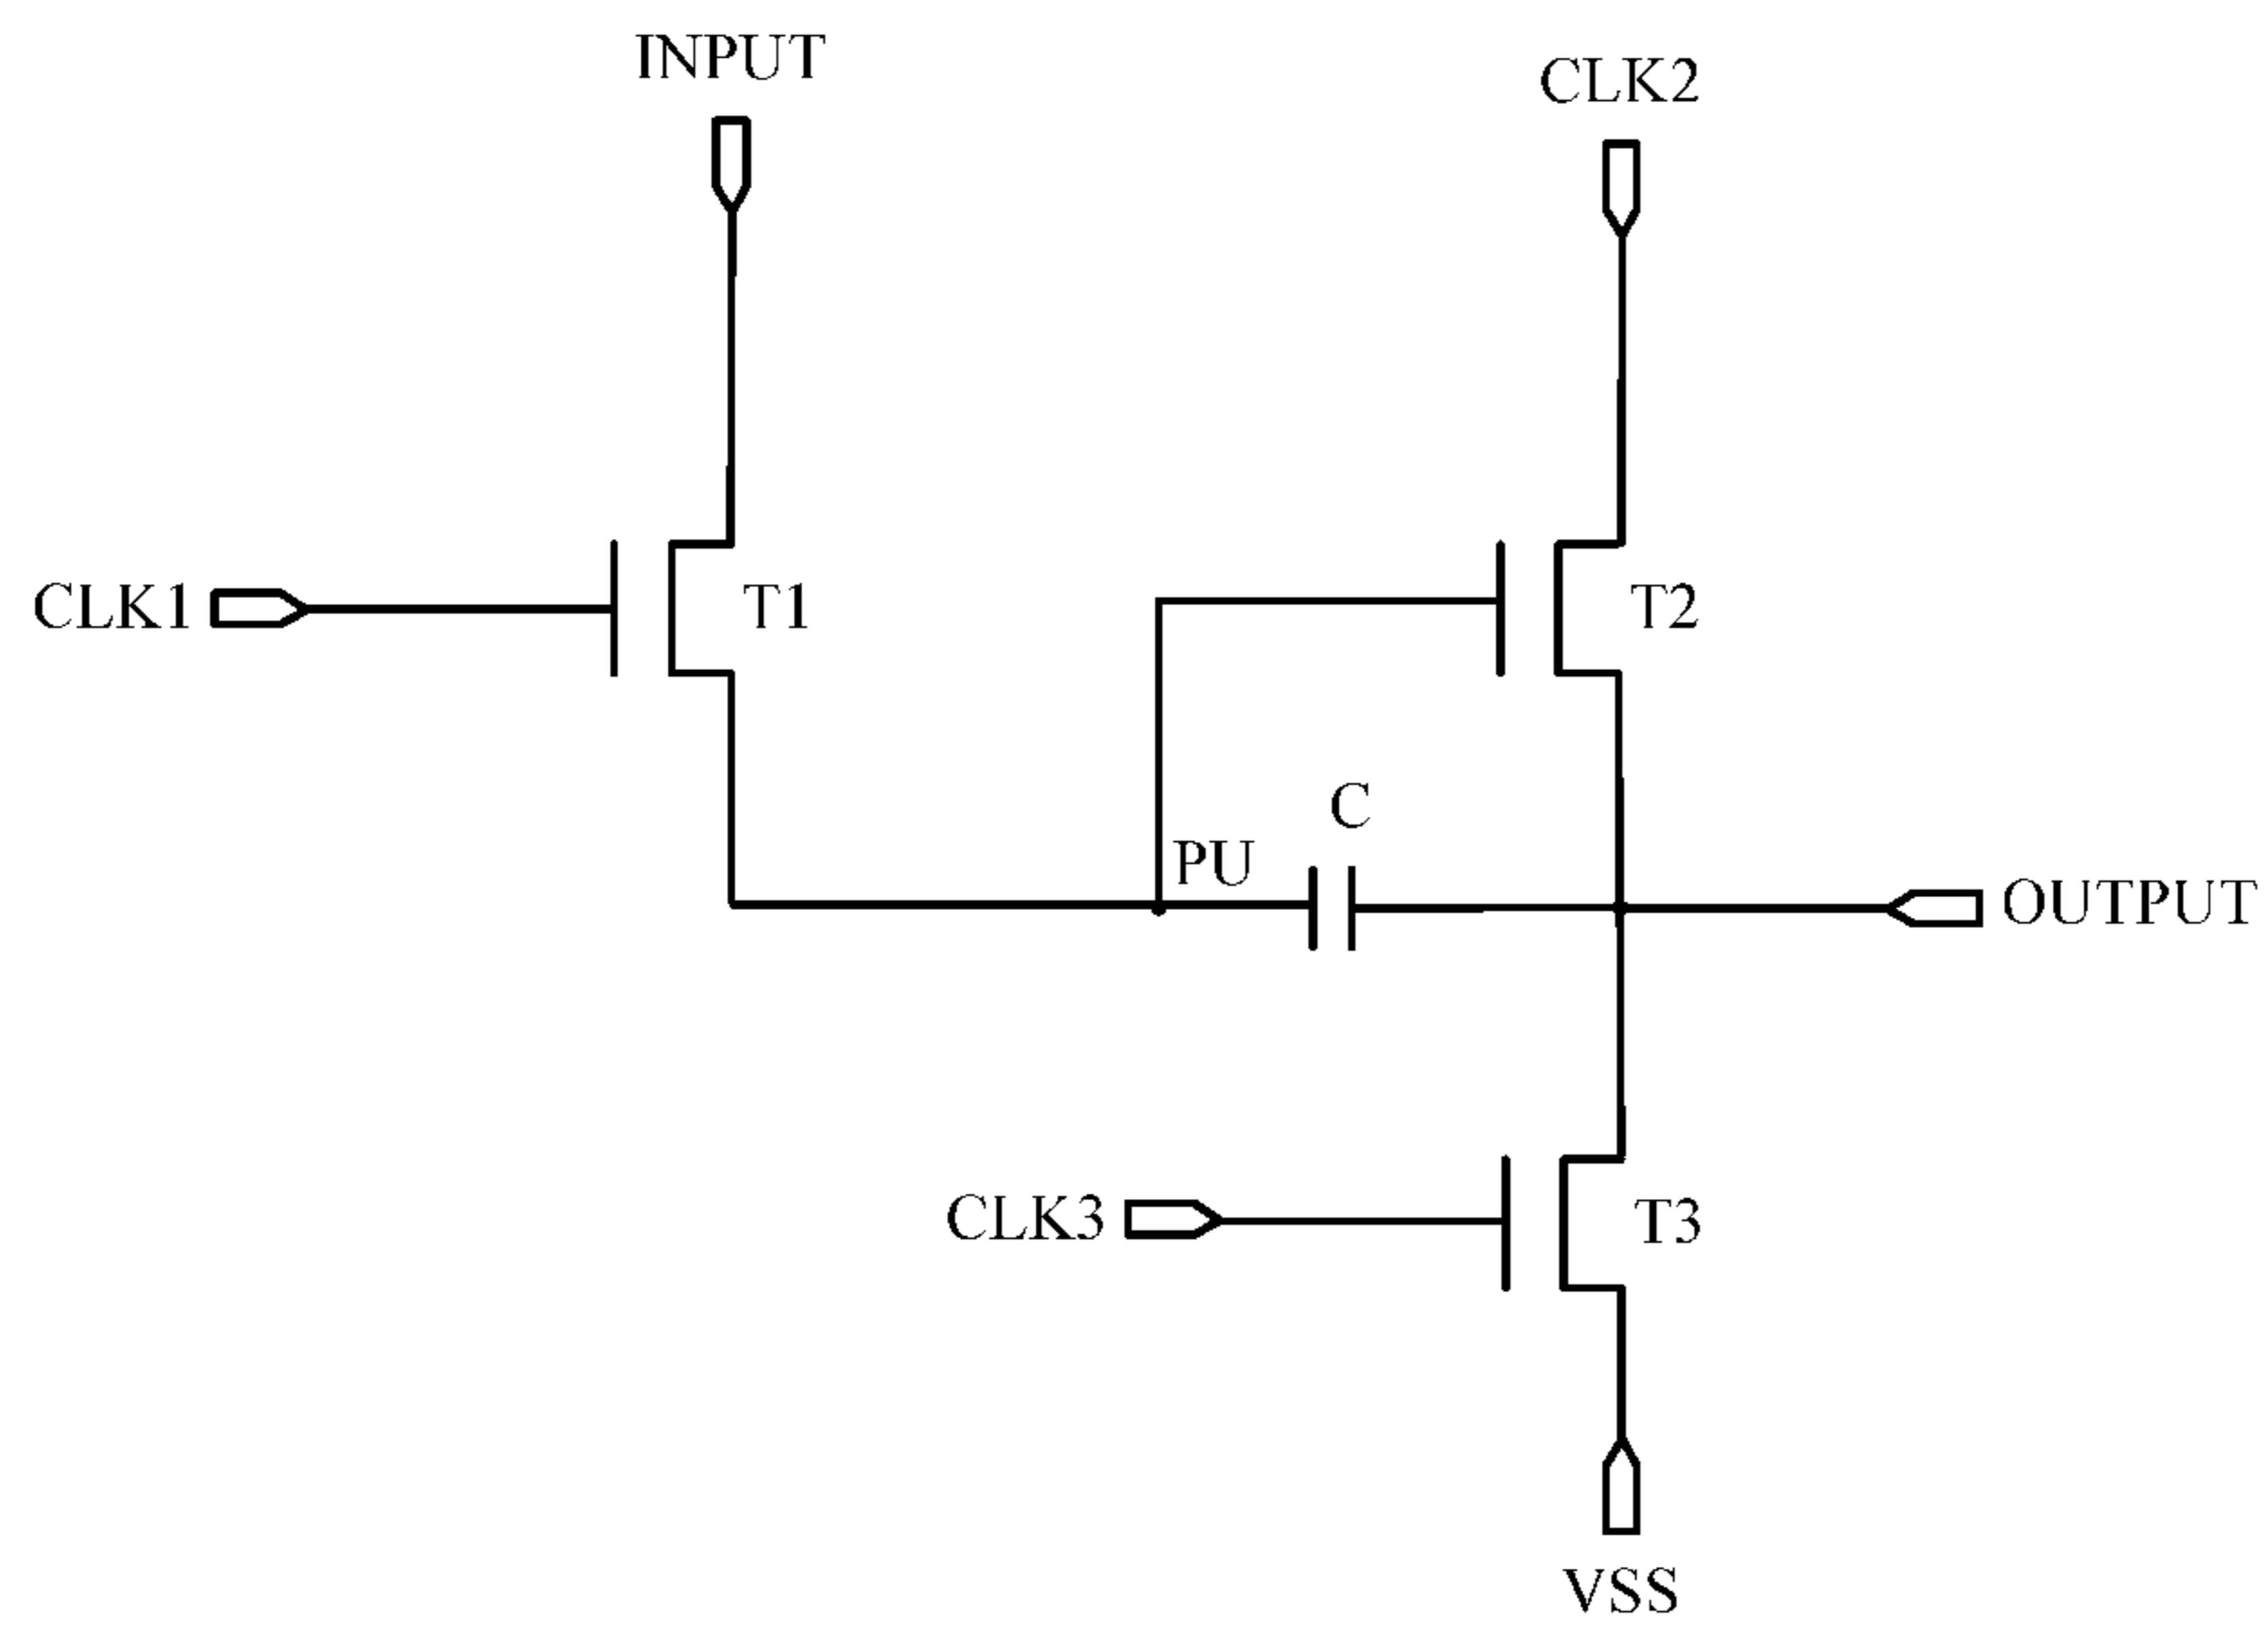 INPUT
CLK2
CLK1
T1
T2
C
PU
OUTPUT
CLK3
T3
VSS